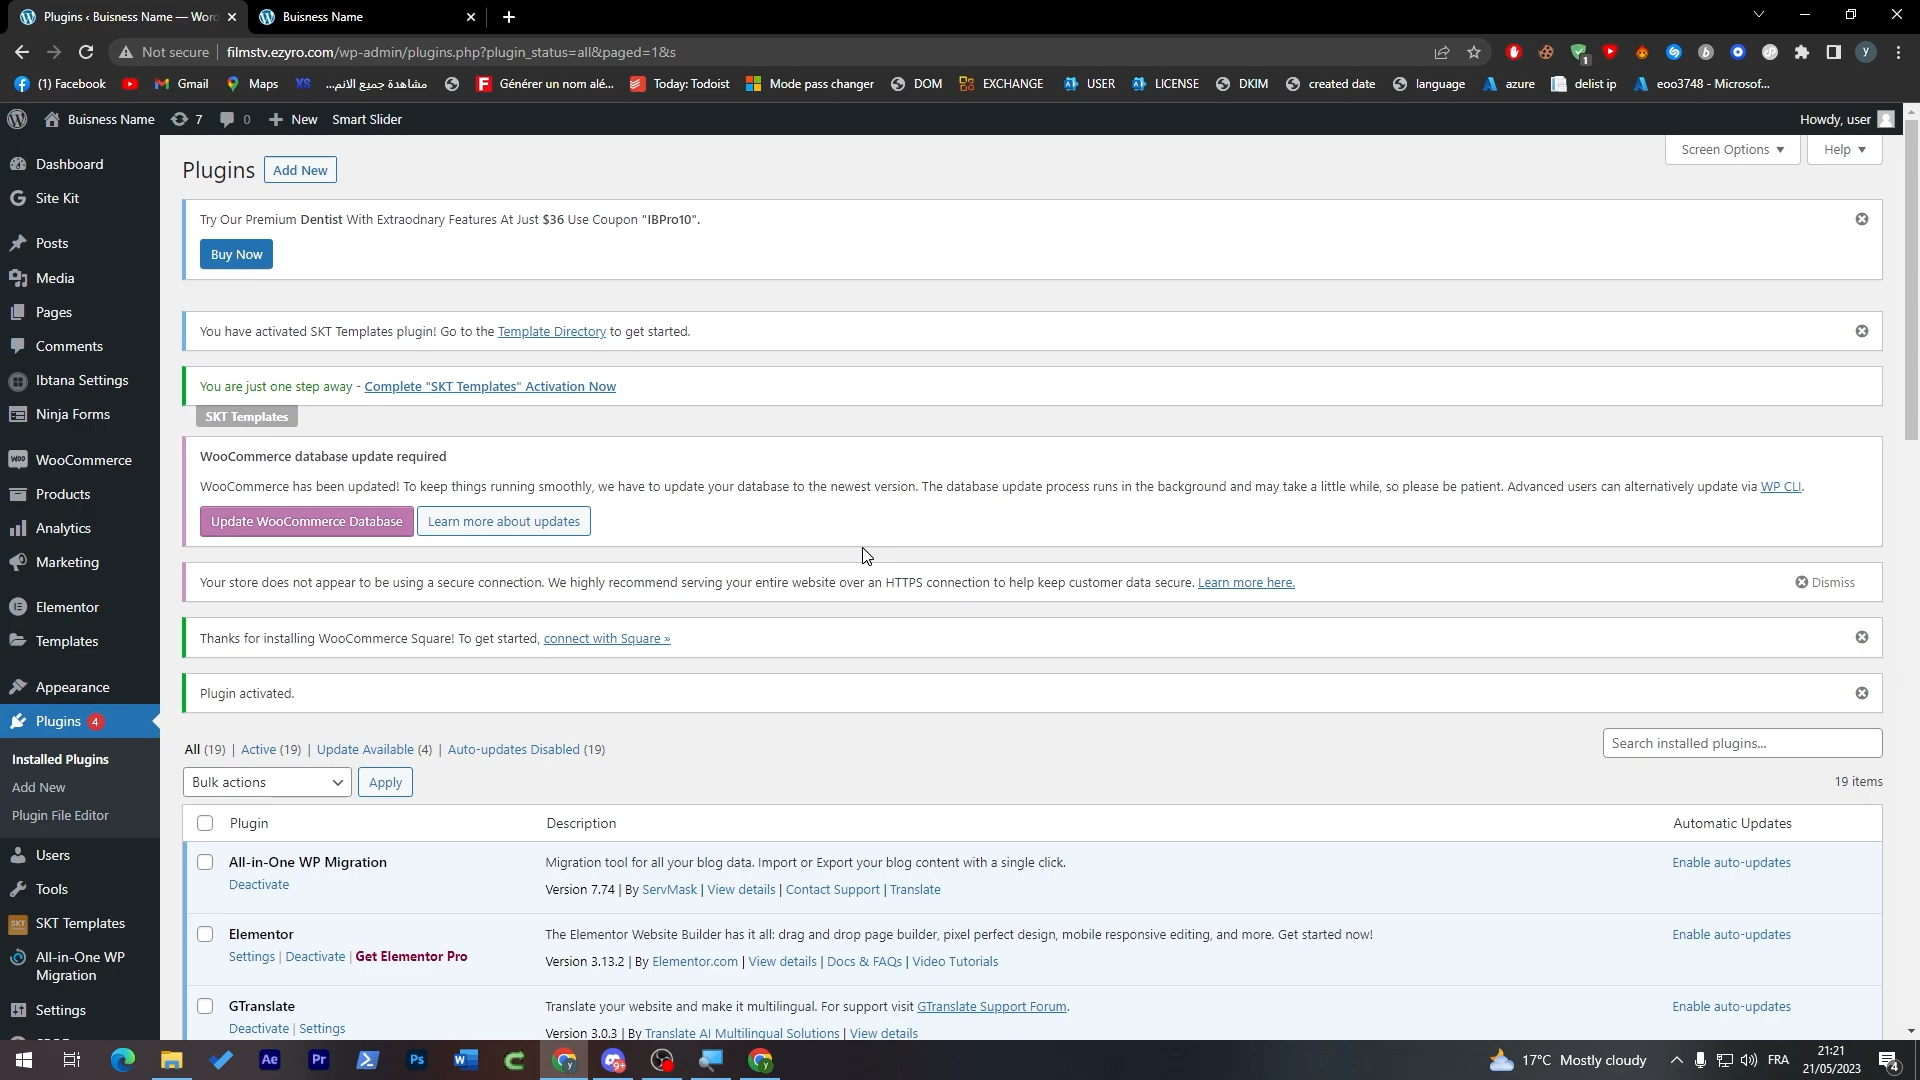 Plugins ‹ Buisness Name — Word
Buisness Name
Not secure
filmstv.ezyro.com/wp-admin/plugins.php?plugin_status=all&paged=1&s
(1) Facebook
Gmail
Maps
مشاهدة جميع الانم...
Générer un nom alé...
Today: Todoist
Mode pass changer
DOM
EXCHANGE
USER
LICENSE
DKIM
created date
language
azure
delist ip
eoo3748 - Microsof...
Buisness Name
7
0
New
Smart Slider
Howdy, user
Dashboard
Site Kit
Posts
Media
Pages
Comments
Ibtana Settings
Ninja Forms
WooCommerce
Products
Analytics
Marketing
Elementor
Templates
Appearance
Plugins 4
Installed Plugins
Add New
Plugin File Editor
Users
Tools
SKT Templates
All-in-One WP
Migration
Settings
Plugins
Add New
Screen Options
Help
Try Our Premium Dentist With Extraodnary Features At Just $36 Use Coupon "IBPro10".
Buy Now
You have activated SKT Templates plugin! Go to the Template Directory to get started.
You are just one step away - Complete "SKT Templates" Activation Now
SKT Templates
WooCommerce database update required
WooCommerce has been updated! To keep things running smoothly, we have to update your database to the newest version. The database update process runs in the background and may take a little while, so please be patient. Advanced users can alternatively update via WP CLI.
Update WooCommerce Database
Learn more about updates
Your store does not appear to be using a secure connection. We highly recommend serving your entire website over an HTTPS connection to help keep customer data secure. Learn more here.
Dismiss
Thanks for installing WooCommerce Square! To get started, connect with Square »
Plugin activated.
All (19) | Active (19) | Update Available (4) | Auto-updates Disabled (19)
Search installed plugins...
Bulk actions
Apply
19 items
Plugin
Description
Automatic Updates
All-in-One WP Migration
Deactivate
Migration tool for all your blog data. Import or Export your blog content with a single click.
Version 7.74 | By ServMask | View details | Contact Support | Translate
Enable auto-updates
Elementor
Settings | Deactivate | Get Elementor Pro
The Elementor Website Builder has it all: drag and drop page builder, pixel perfect design, mobile responsive editing, and more. Get started now!
Version 3.13.2 | By Elementor.com | View details | Docs & FAQs | Video Tutorials
Enable auto-updates
GTranslate
Deactivate | Settings
Translate your website and make it multilingual. For support visit GTranslate Support Forum.
Version 3.0.3 | By Translate AI Multilingual Solutions | View details
Enable auto-updates
17°C Mostly cloudy
FRA
21:21
21/05/2023
4